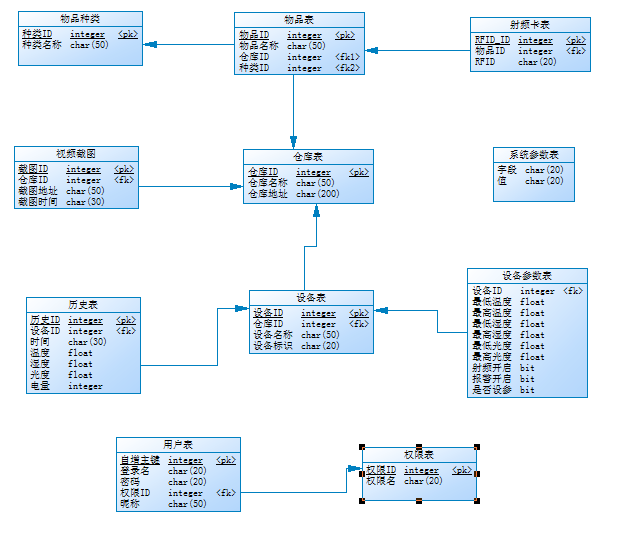 物品种类
种类ID integer <pk>
种类名称 char(50)
物品表
物品ID integer <pk>
物品名称 char(50)
仓库ID integer <fk1>
种类ID integer <fk2>
射频卡表
RFID_ID integer <pk>
物品ID integer <fk>
RFID char(20)
视频截图
截图ID integer <pk>
仓库ID integer <fk>
截图地址 char(50)
截图时间 char(30)
仓库表
仓库ID integer <pk>
仓库名称 char(50)
仓库地址 char(200)
系统参数表
字段 char(20)
值 char(20)
历史表
历史ID integer <pk>
设备ID integer <fk>
时间 char(30)
温度 float
湿度 float
光度 float
电量 integer
设备表
设备ID integer <pk>
仓库ID integer <fk>
设备名称 char(50)
设备标识 char(20)
设备参数表
设备ID integer <fk>
最低温度 float
最高温度 float
最低湿度 float
最高湿度 float
最低光度 float
最高光度 float
射频开启 bit
报警开启 bit
是否设参 bit
用户表
自增主键 integer <pk>
登录名 char(20)
密码 char(20)
权限ID integer <fk>
昵称 char(50)
权限表
权限ID integer <pk>
权限名 char(20)